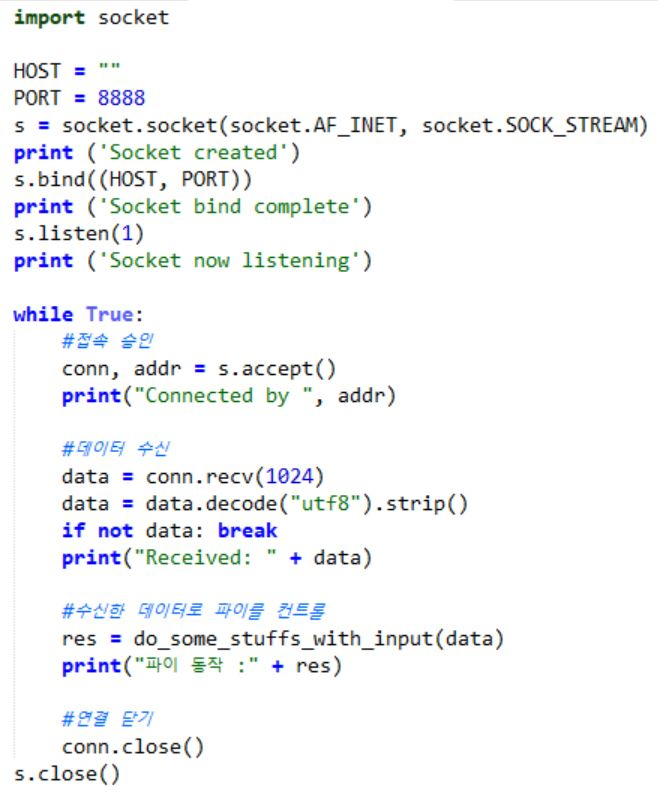 import socket

HOST = ""
PORT = 8888
s = socket.socket(socket.AF_INET, socket.SOCK_STREAM)
print ('Socket created')
s.bind((HOST, PORT))
print ('Socket bind complete')
s.listen(1)
print ('Socket now listening')

while True:
    #접속 승인
    conn, addr = s.accept()
    print("Connected by ", addr)

    #데이터 수신
    data = conn.recv(1024)
    data = data.decode("utf8").strip()
    if not data: break
    print("Received: " + data)

    #수신한 데이터로 파이를 컨트롤
    res = do_some_stuffs_with_input(data)
    print("파이 동작 :" + res)

    #연결 닫기
    conn.close()
s.close()